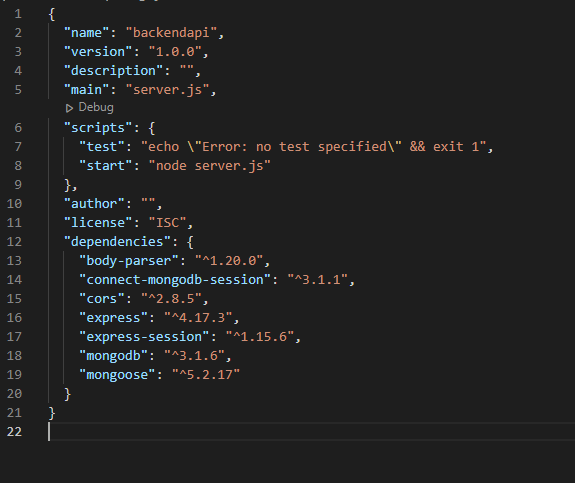 1 {
2 "name": "backendapi",
3 "version": "1.0.0",
4 "description": "",
5 "main": "server.js",
Debug
6 "scripts": {
7 "test": "echo \"Error: no test specified\" && exit 1",
8 "start": "node server.js"
9 },
10 "author": "",
11 "license": "ISC",
12 "dependencies": {
13 "body-parser": "^1.20.0",
14 "connect-mongodb-session": "^3.1.1",
15 "cors": "^2.8.5",
16 "express": "^4.17.3",
17 "express-session": "^1.15.6",
18 "mongodb": "^3.1.6",
19 "mongoose": "^5.2.17"
20 }
21 }
22